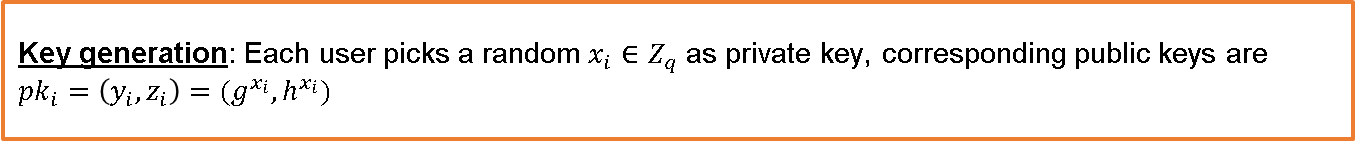 Key generation: Each user picks a random 𝑥ᵢ ∈ 𝑍_q as private key, corresponding public keys are
𝑝𝑘ᵢ = (𝑦ᵢ, 𝑧ᵢ) = (𝑔^{𝑥ᵢ}, ℎ^{𝑥ᵢ})